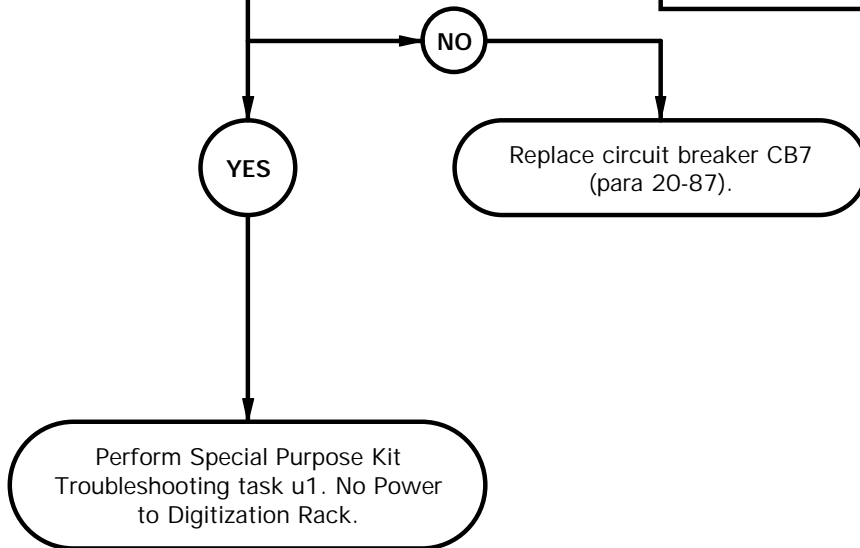 NO
YES
Replace circuit breaker CB7
(para 20-87).
Perform Special Purpose Kit
Troubleshooting task u1. No Power
to Digitization Rack.